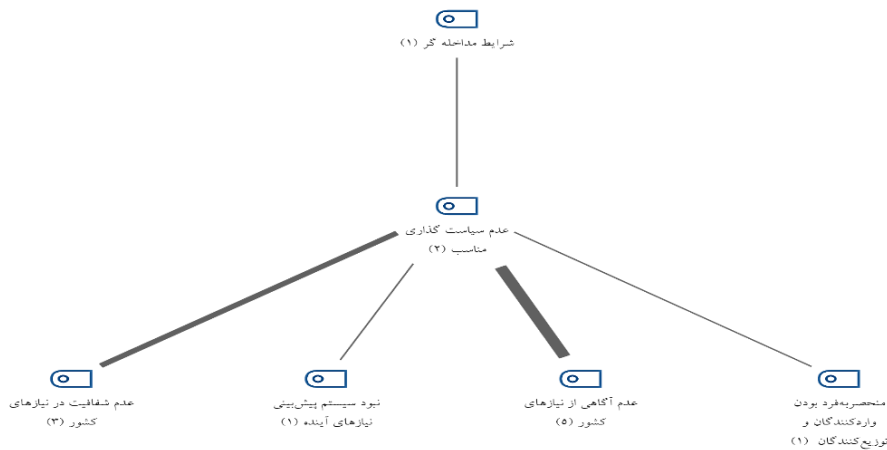 شرایط مداخله گر (۱)
عدم سیاست گذاری
مناسب (۲)
منحصربه‌فرد بودن
واردکنندگان و
توزیع‌کنندگان (۱)
عدم آگاهی از نیازهای
کشور (۵)
نبود سیستم پیش‌بینی
نیازهای آینده (۱)
عدم شفافیت در نیازهای
کشور (۳)